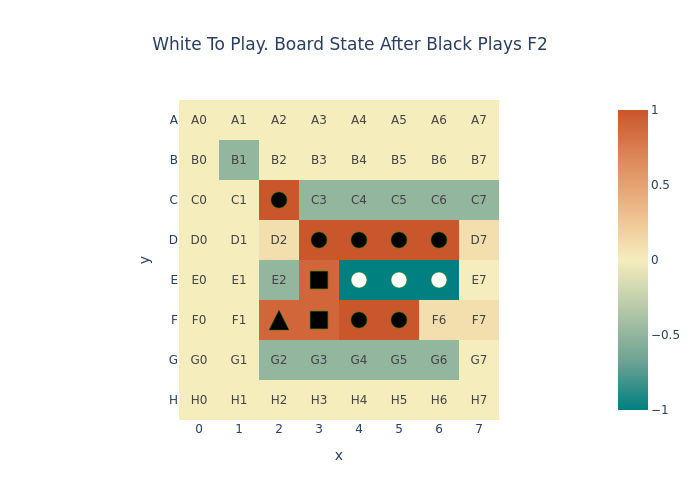 White To Play. Board State After Black Plays F2
A A0 A1 A2 A3 A4 A5 A6 A7
B B0 B1 B2 B3 B4 B5 B6 B7
C C0 C1 C3 C4 C5 C6 C7
D D0 D1 D2 D7
E E0 E1 E2 E7
F F0 F1 F6 F7
G G0 G1 G2 G3 G4 G5 G6 G7
H H0 H1 H2 H3 H4 H5 H6 H7
0 1 2 3 4 5 6 7
x
y
1
0.5
0
−0.5
−1